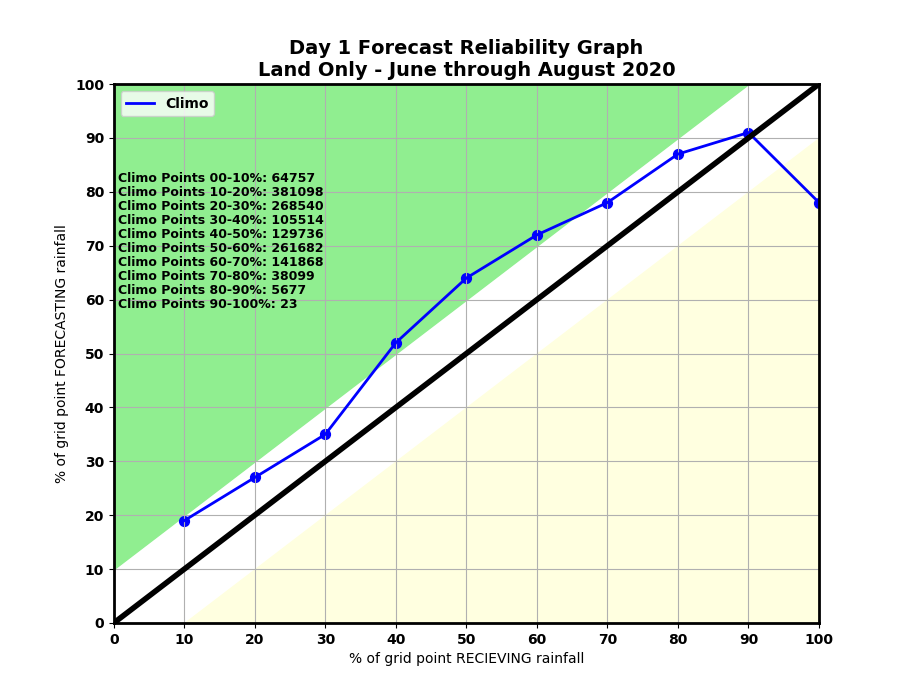 Day 1 Forecast Reliability Graph
Land Only - June through August 2020
Climo
Climo Points 00-10%: 64757
Climo Points 10-20%: 381098
Climo Points 20-30%: 268540
Climo Points 30-40%: 105514
Climo Points 40-50%: 129736
Climo Points 50-60%: 261682
Climo Points 60-70%: 141868
Climo Points 70-80%: 38099
Climo Points 80-90%: 5677
Climo Points 90-100%: 23
% of grid point FORECASTING rainfall
100
90
80
70
60
50
40
30
20
10
0
0 10 20 30 40 50 60 70 80 90 100
% of grid point RECIEVING rainfall